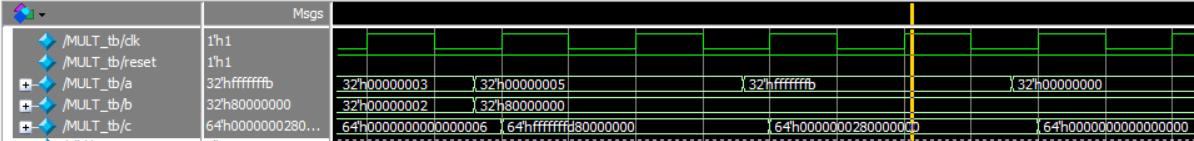 Msgs
/MULT_tb/clk 1'h1
/MULT_tb/reset 1'h1
/MULT_tb/a 32'hfffffffb 32'h00000003 32'h00000005 32'hfffffffb 32'h00000000
/MULT_tb/b 32'h80000000 32'h00000002 32'h80000000
/MULT_tb/c 64'h0000000280... 64'h0000000000000006 64'hfffffffd80000000 64'h0000000280000000 64'h0000000000000000